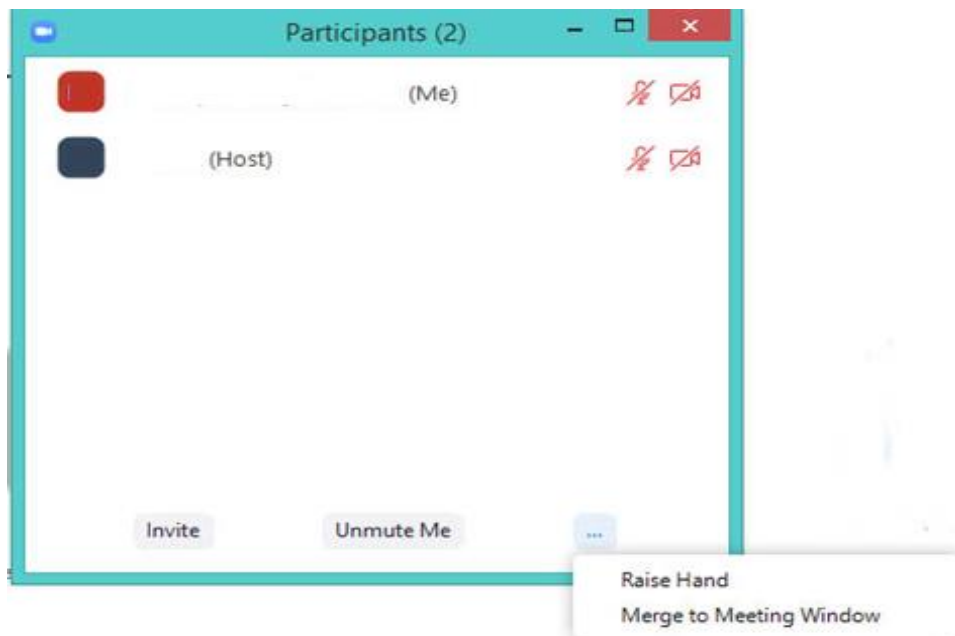 Participants (2)
(Me)
(Host)
Invite Unmute Me ...
Raise Hand
Merge to Meeting Window